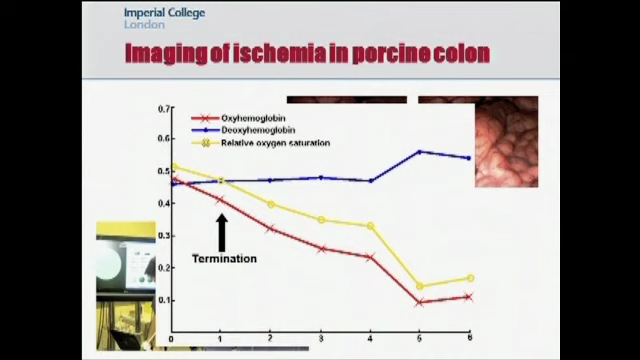 Imperial College
London
Imaging of ischemia in porcine colon
0.7
Oxyhemoglobin
Deoxyhemoglobin
Relative oxygen saturation
0.6
0.5
0.4
0.3
0.2
0.1
Termination
0 1 2 3 4 5 6